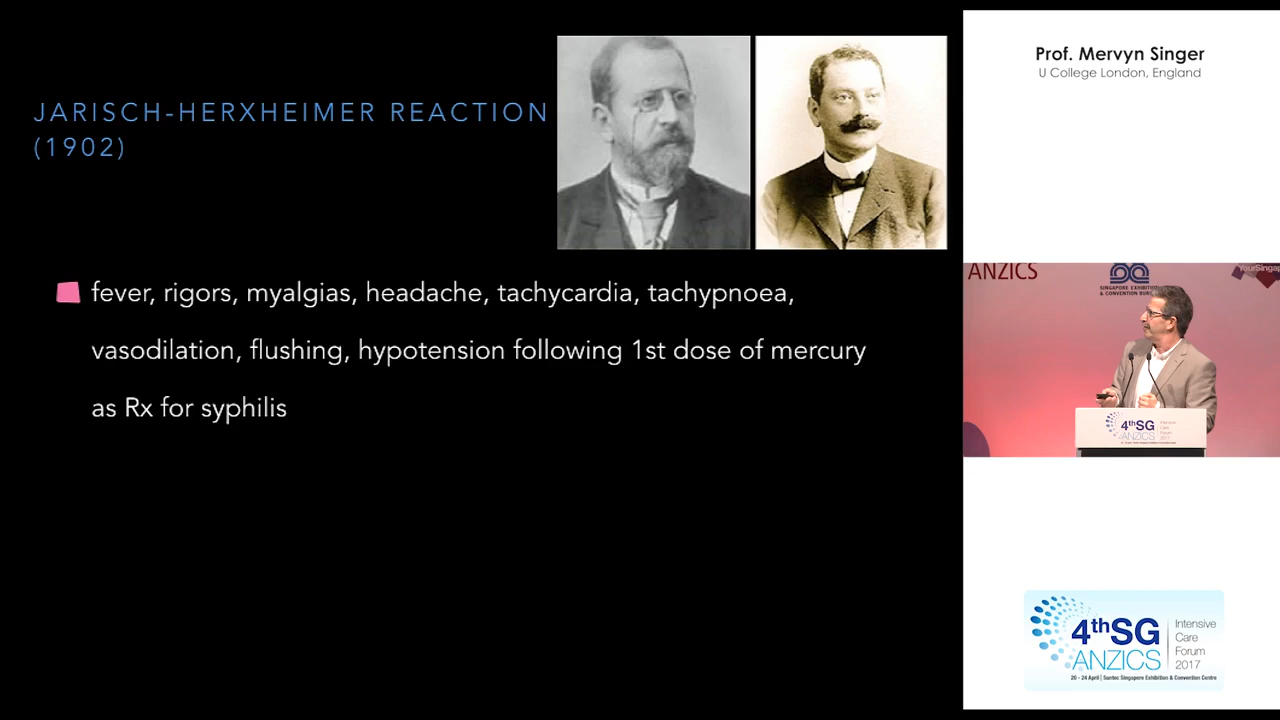 JARISCH-HERXHEIMER REACTION
(1902)
fever, rigors, myalgias, headache, tachycardia, tachypnoea,
vasodilation, flushing, hypotension following 1st dose of mercury
as Rx for syphilis
Prof. Mervyn Singer
U College London, England
ANZICS
SINGAPORE EXHIBITION
& CONVENTION
4thSG
ANZICS
Intensive
Care
Forum
2017
4thSG
ANZICS
Intensive
Care
Forum
2017
20 - 24 April | Suntec Singapore Exhibition & Convention Centre